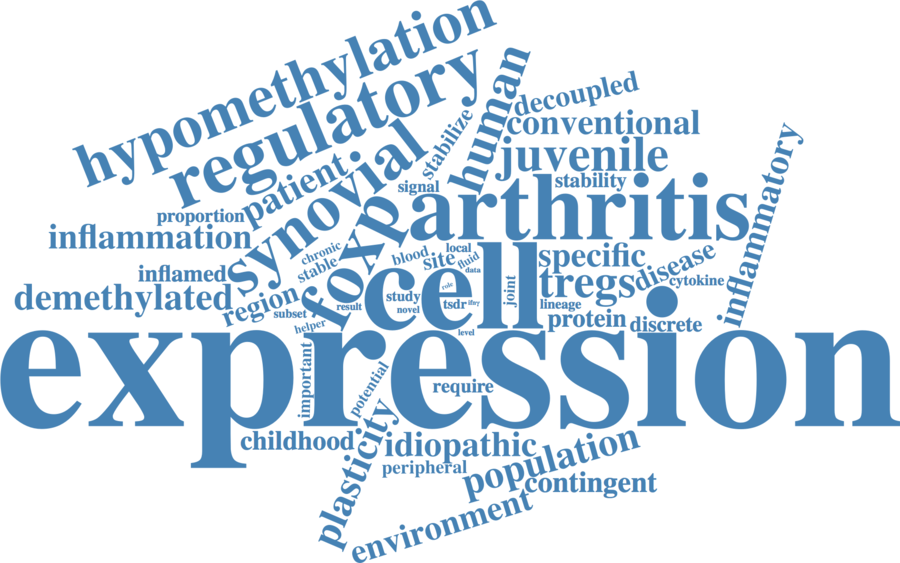 hypomethylation
regulatory
human
decoupled
stabilize
conventional
synovial
patient
juvenile
signal
stability
arthritis
inflammatory
proportion
inflammation
foxp
chronic
stable
blood
site
local
fluid
data
specific
disease
inflamed
cell
tregs
cytokine
demethylated
region
subset
result
study
novel
role
tsdr
ifnγ
joint
lineage
protein
discrete
helper
level
expression
important
potential
require
childhood
plasticity
idiopathic
peripheral
population
contingent
environment